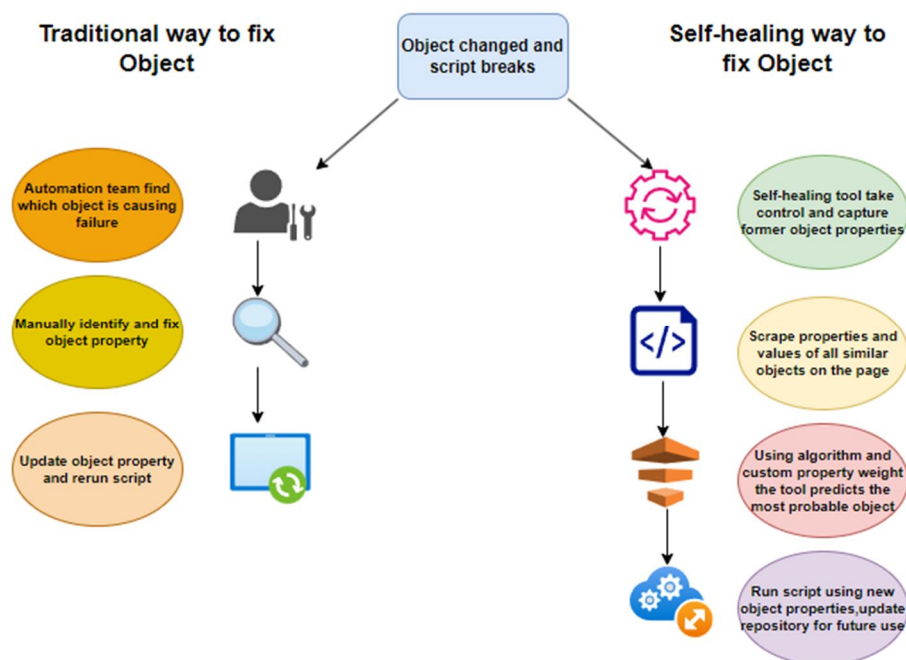 Traditional way to fix
Object
Object changed and
script breaks
Self-healing way to
fix Object
Automation team find
which object is causing
failure
Manually identify and fix
object property
Update object property
and rerun script
Self-healing tool take
control and capture
former object properties
</>
Scrape properties and
values of all similar
objects on the page
Using algorithm and
custom property weight
the tool predicts the
most probable object
Run script using new
object properties,update
repository for future use